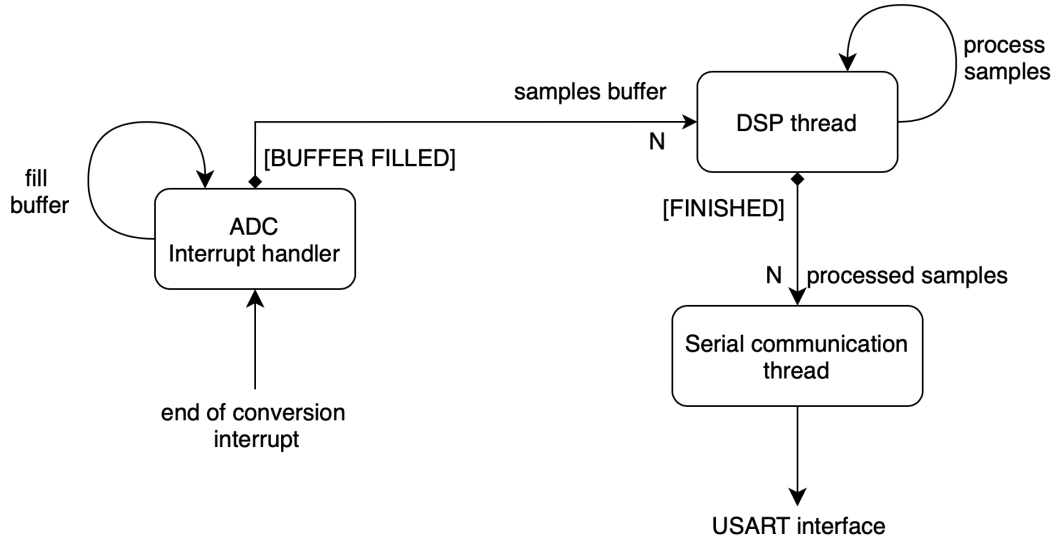 process
samples
samples buffer
DSP thread
N
[BUFFER FILLED]
fill
buffer
[FINISHED]
ADC
Interrupt handler
N
processed samples
Serial communication
thread
end of conversion
interrupt
USART interface